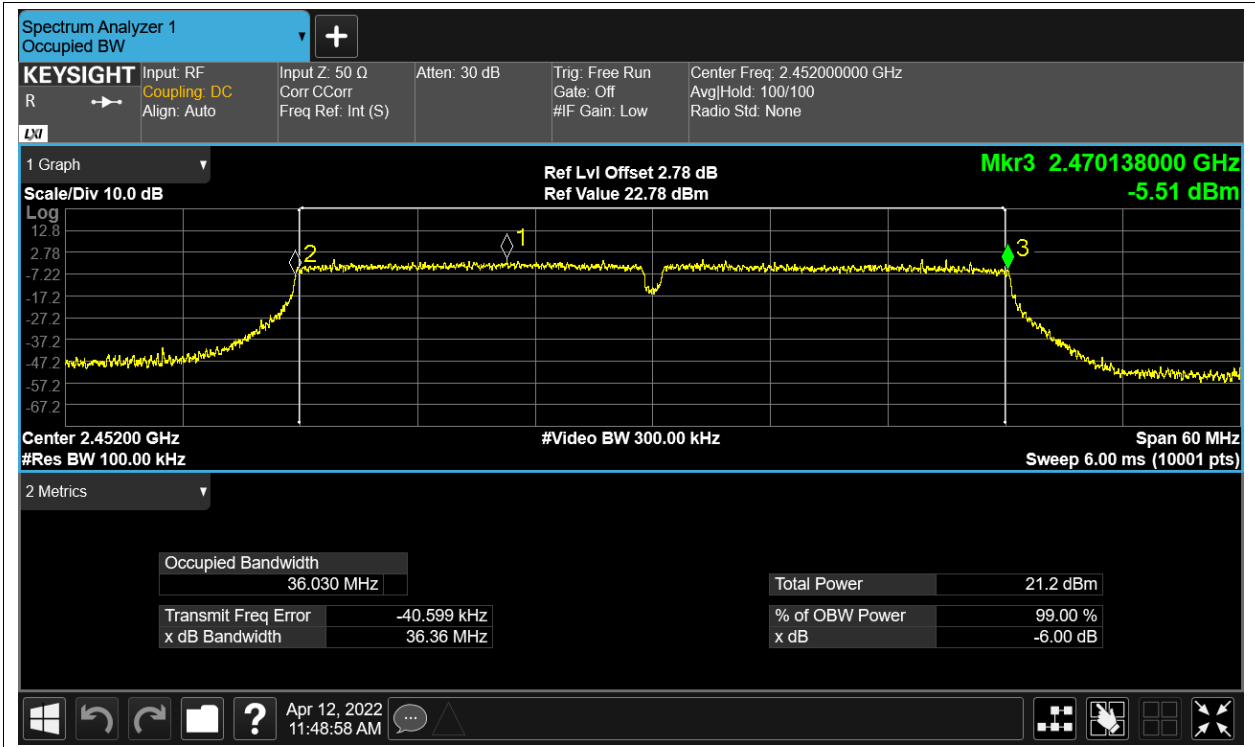 Spectrum Analyzer 1
Occupied BW
KEYSIGHT
R
LXI
Input: RF
Coupling: DC
Align: Auto
Input Z: 50 Ω
Corr CCorr
Freq Ref: Int (S)
Atten: 30 dB
Trig: Free Run
Gate: Off
#IF Gain: Low
Center Freq: 2.452000000 GHz
Avg|Hold: 100/100
Radio Std: None
1 Graph
Scale/Div 10.0 dB
Ref Lvl Offset 2.78 dB
Ref Value 22.78 dBm
Mkr3 2.470138000 GHz
-5.51 dBm
Log
12.8
2.78
-7.22
-17.2
-27.2
-37.2
-47.2
-57.2
-67.2
2
1
3
Center 2.45200 GHz
#Res BW 100.00 kHz
#Video BW 300.00 kHz
Span 60 MHz
Sweep 6.00 ms (10001 pts)
2 Metrics
Occupied Bandwidth
36.030 MHz
Transmit Freq Error -40.599 kHz
x dB Bandwidth 36.36 MHz
Total Power 21.2 dBm
% of OBW Power 99.00 %
x dB -6.00 dB
?
Apr 12, 2022
11:48:58 AM